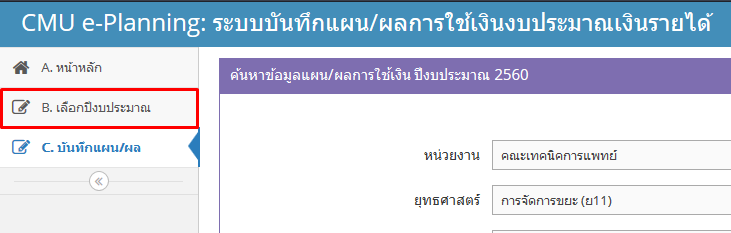 CMU e-Planning: ระบบบันทึกแผน/ผลการใช้เงินงบประมาณเงินรายได้
A. หน้าหลัก
B. เลือกปีงบประมาณ
C. บันทึกแผน/ผล
ค้นหาข้อมูลแผน/ผลการใช้เงิน ปีงบประมาณ 2560
หน่วยงาน คณะเทคนิคการแพทย์
ยุทธศาสตร์ การจัดการขยะ (ย11)